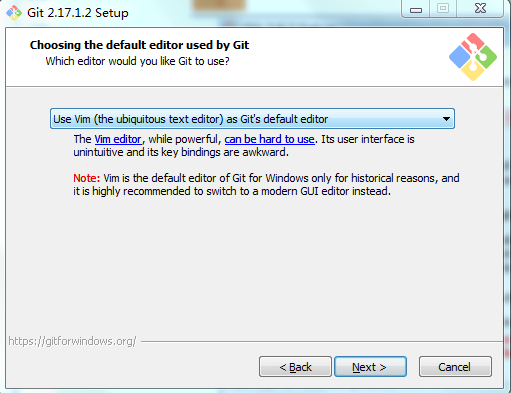 Git 2.17.1.2 Setup
Choosing the default editor used by Git
Which editor would you like Git to use?
Use Vim (the ubiquitous text editor) as Git's default editor
The Vim editor, while powerful, can be hard to use. Its user interface is
unintuitive and its key bindings are awkward.
Note: Vim is the default editor of Git for Windows only for historical reasons, and
it is highly recommended to switch to a modern GUI editor instead.
https://gitforwindows.org/
< Back
Next >
Cancel